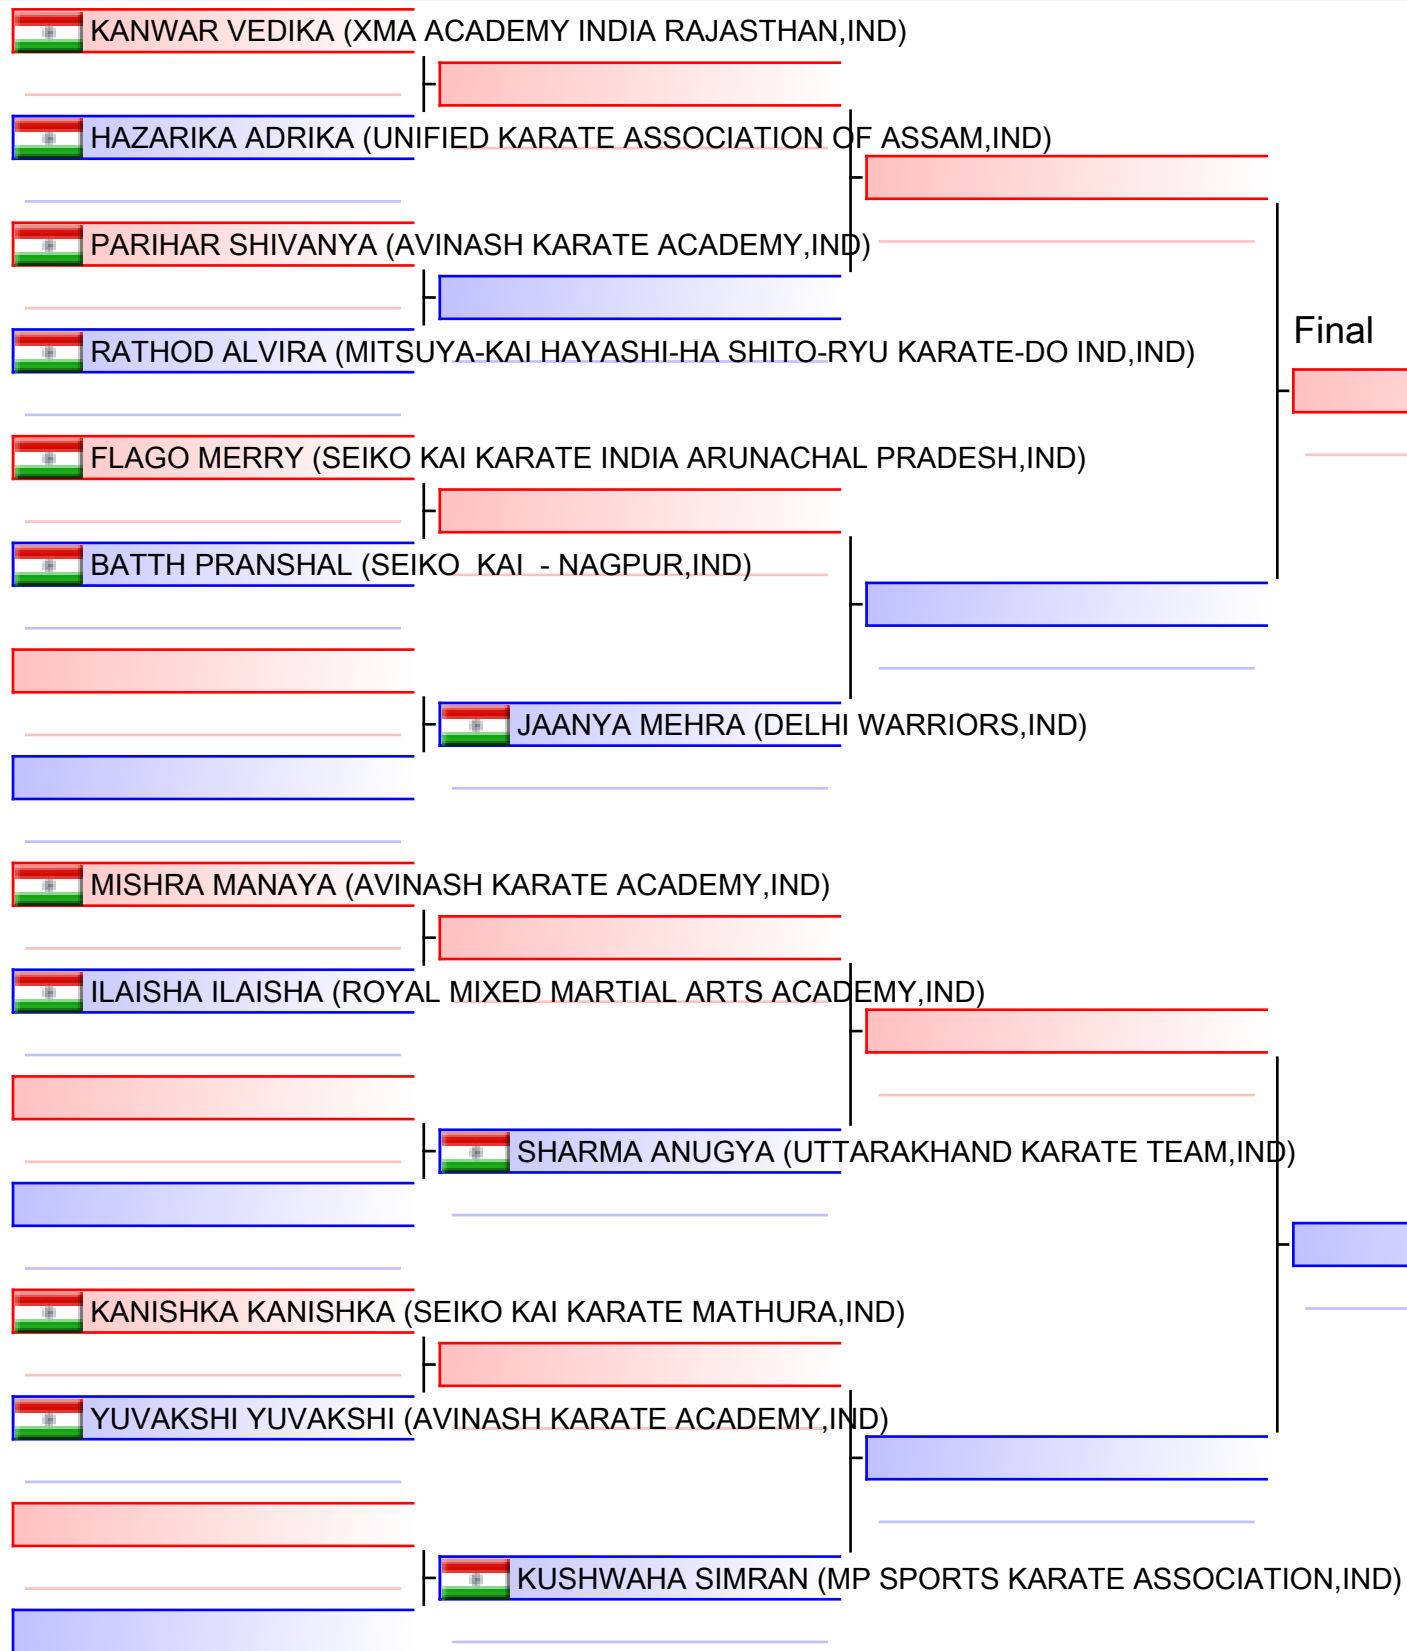 KANWAR VEDIKA (XMA ACADEMY INDIA RAJASTHAN,IND)
HAZARIKA ADRIKA (UNIFIED KARATE ASSOCIATION OF ASSAM,IND)
PARIHAR SHIVANYA (AVINASH KARATE ACADEMY,IND)
Final
RATHOD ALVIRA (MITSUYA-KAI HAYASHI-HA SHITO-RYU KARATE-DO IND,IND)
FLAGO MERRY (SEIKO KAI KARATE INDIA ARUNACHAL PRADESH,IND)
BATTH PRANSHAL (SEIKO  KAI  - NAGPUR,IND)
JAANYA MEHRA (DELHI WARRIORS,IND)
MISHRA MANAYA (AVINASH KARATE ACADEMY,IND)
ILAISHA ILAISHA (ROYAL MIXED MARTIAL ARTS ACADEMY,IND)
SHARMA ANUGYA (UTTARAKHAND KARATE TEAM,IND)
KANISHKA KANISHKA (SEIKO KAI KARATE MATHURA,IND)
YUVAKSHI YUVAKSHI (AVINASH KARATE ACADEMY,IND)
KUSHWAHA SIMRAN (MP SPORTS KARATE ASSOCIATION,IND)